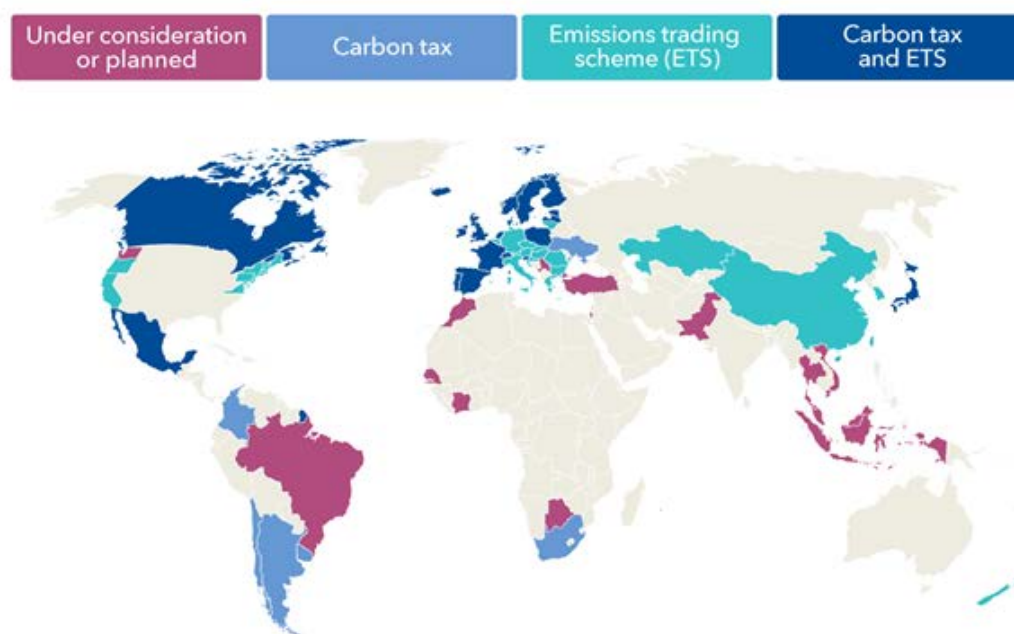 Under consideration
or planned
Carbon tax
Emissions trading
scheme (ETS)
Carbon tax
and ETS